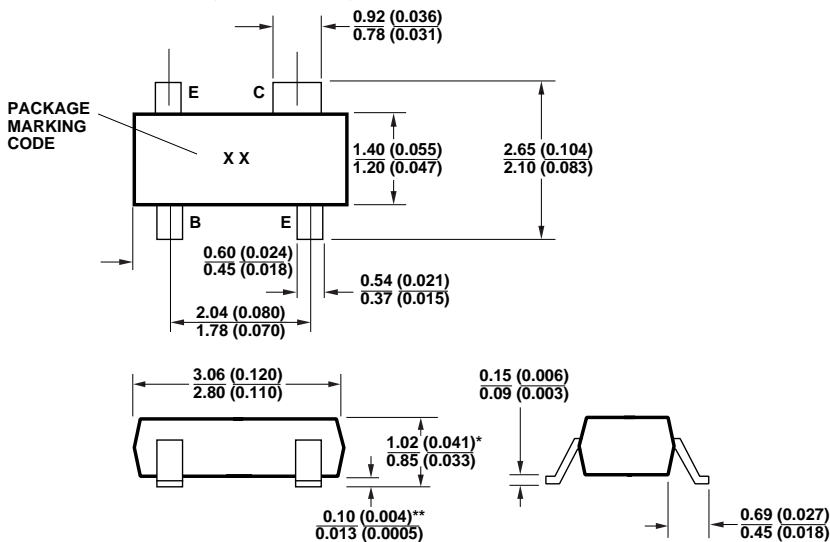 0.92 (0.036)
0.78 (0.031)
E
C
PACKAGE
MARKING
CODE
X X
1.40 (0.055)
1.20 (0.047)
2.65 (0.104)
2.10 (0.083)
B
E
0.60 (0.024)
0.45 (0.018)
0.54 (0.021)
0.37 (0.015)
2.04 (0.080)
1.78 (0.070)
3.06 (0.120)
2.80 (0.110)
0.15 (0.006)
0.09 (0.003)
1.02 (0.041)*
0.85 (0.033)
0.10 (0.004)**
0.013 (0.0005)
0.69 (0.027)
0.45 (0.018)